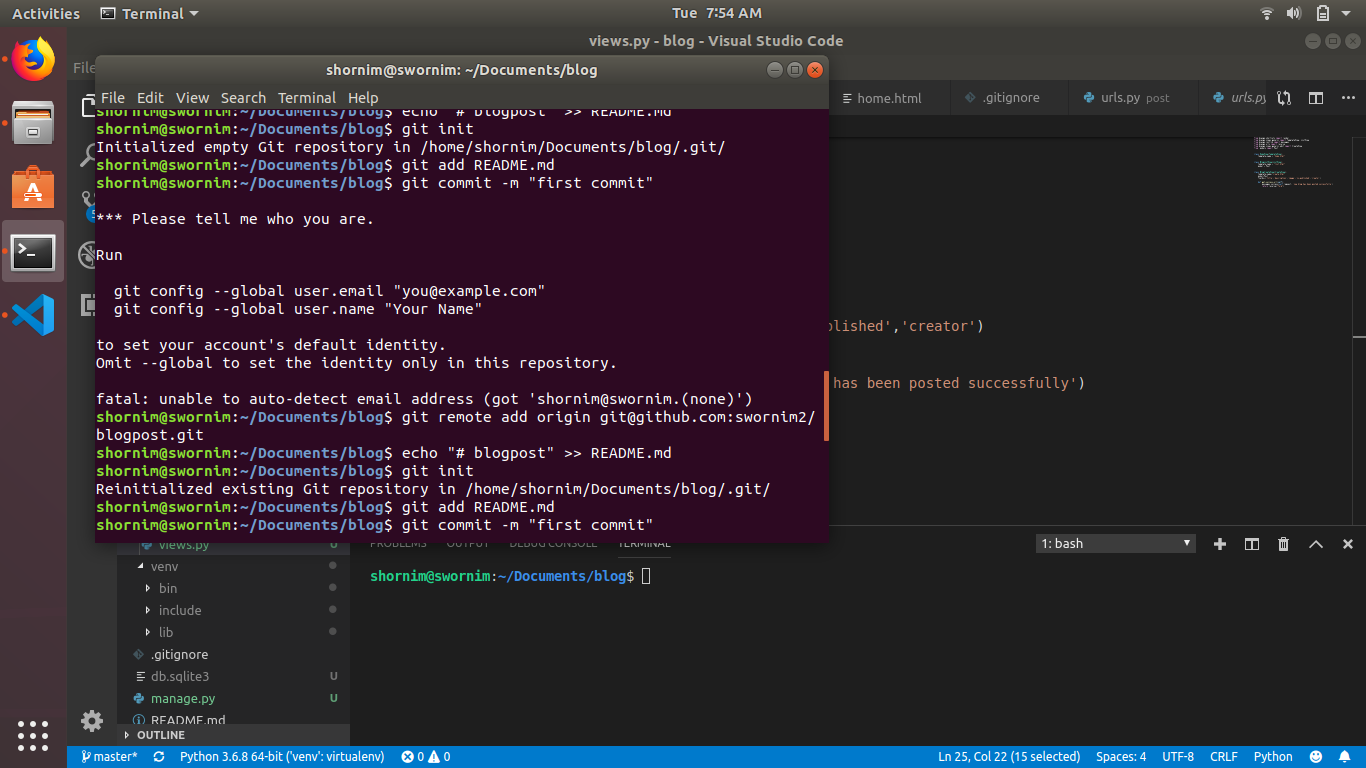 Activities
Terminal
Tue 7:54 AM
views.py - blog - Visual Studio Code
File
shornim@swornim: ~/Documents/blog
File Edit View Search Terminal Help
home.html
.gitignore
urls.py post
urls.py
shornim@swornim:~/Documents/blog$ echo "# blogpost" >> README.md
shornim@swornim:~/Documents/blog$ git init
Initialized empty Git repository in /home/shornim/Documents/blog/.git/
shornim@swornim:~/Documents/blog$ git add README.md
shornim@swornim:~/Documents/blog$ git commit -m "first commit"
*** Please tell me who you are.
Run
git config --global user.email "you@example.com"
git config --global user.name "Your Name"
to set your account's default identity.
Omit --global to set the identity only in this repository.
fatal: unable to auto-detect email address (got 'shornim@swornim.(none)')
shornim@swornim:~/Documents/blog$ git remote add origin git@github.com:swornim2/
blogpost.git
shornim@swornim:~/Documents/blog$ echo "# blogpost" >> README.md
shornim@swornim:~/Documents/blog$ git init
Reinitialized existing Git repository in /home/shornim/Documents/blog/.git/
shornim@swornim:~/Documents/blog$ git add README.md
shornim@swornim:~/Documents/blog$ git commit -m "first commit"
blished','creator')
has been posted successfully')
PROBLEMS OUTPUT DEBUG CONSOLE TERMINAL
1: bash
shornim@swornim:~/Documents/blog$
views.py U
venv
bin
include
lib
.gitignore
db.sqlite3 U
manage.py U
README.md
OUTLINE
master* Python 3.6.8 64-bit ('venv': virtualenv) 0 0 Ln 25, Col 22 (15 selected) Spaces: 4 UTF-8 CRLF Python